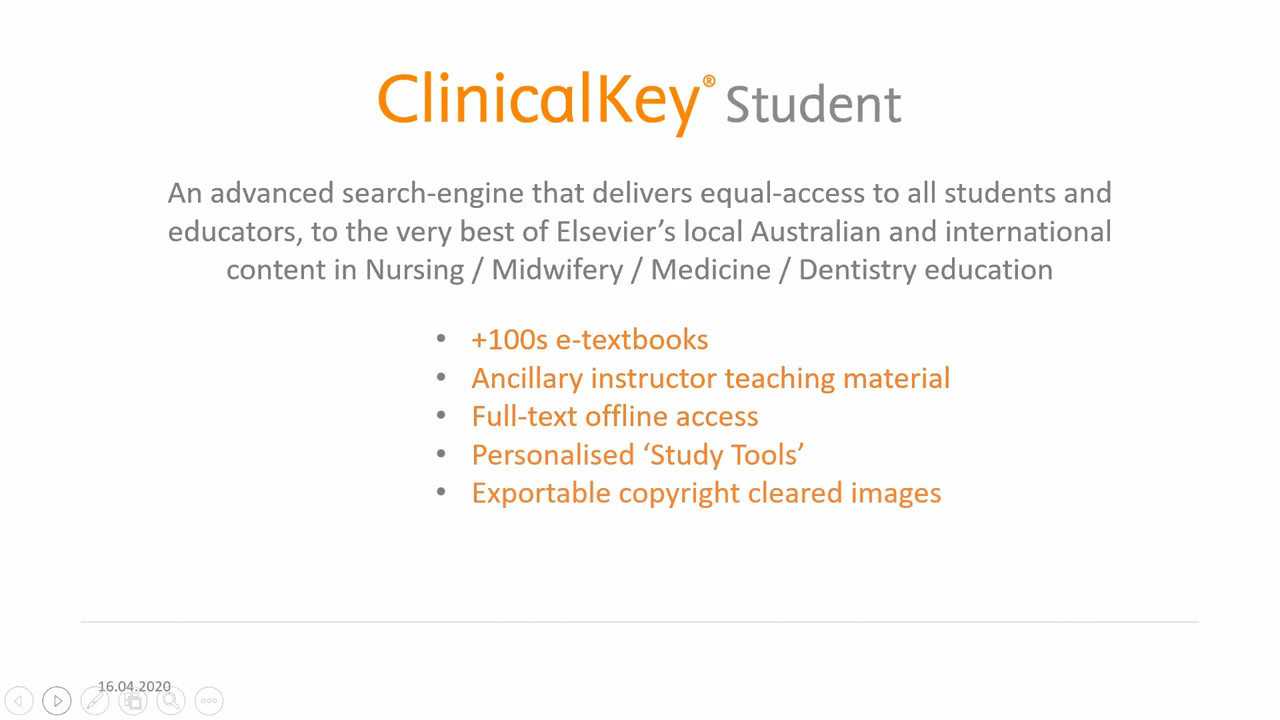 ClinicalKey® Student
An advanced search-engine that delivers equal-access to all students and
educators, to the very best of Elsevier’s local Australian and international
content in Nursing / Midwifery / Medicine / Dentistry education
• +100s e-textbooks
• Ancillary instructor teaching material
• Full-text offline access
• Personalised ‘Study Tools’
• Exportable copyright cleared images
16.04.2020